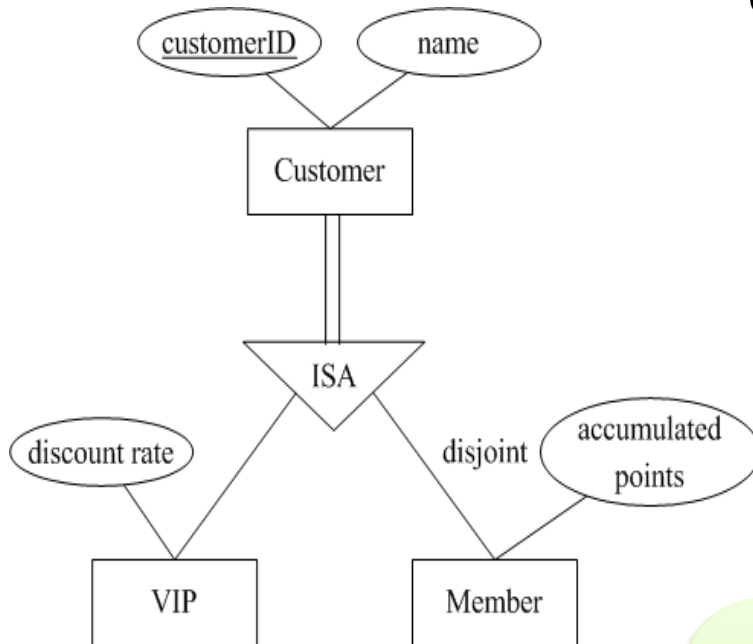 customerID
name
Customer
ISA
discount rate
disjoint
accumulated
points
VIP
Member